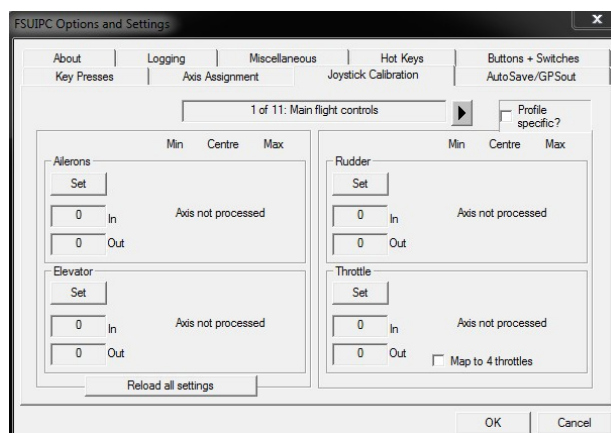 FSUIPC Options and Settings
x
About Logging Miscellaneous Hot Keys Buttons + Switches
Key Presses Axis Assignment Joystick Calibration AutoSave/GPSout
1 of 11: Main flight controls
Profile
specific?
Min Centre Max
Ailerons
Set
0 In Axis not processed
0 Out
Elevator
Set
0 In Axis not processed
0 Out
Reload all settings
Min Centre Max
Rudder
Set
0 In Axis not processed
0 Out
Throttle
Set
0 In Axis not processed
0 Out Map to 4 throttles
OK Cancel